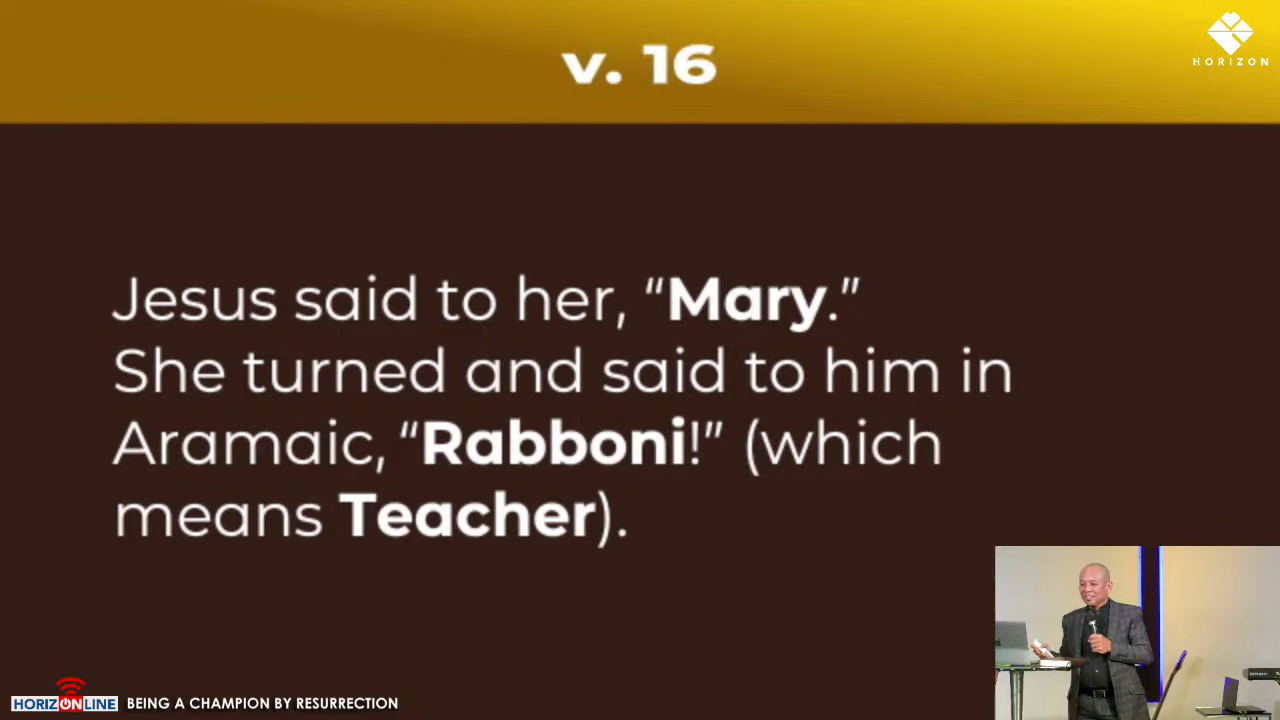 v. 16
HORIZON
Jesus said to her, “Mary.”
She turned and said to him in
Aramaic, “Rabboni!” (which
means Teacher).
HORIZONLINE BEING A CHAMPION BY RESURRECTION